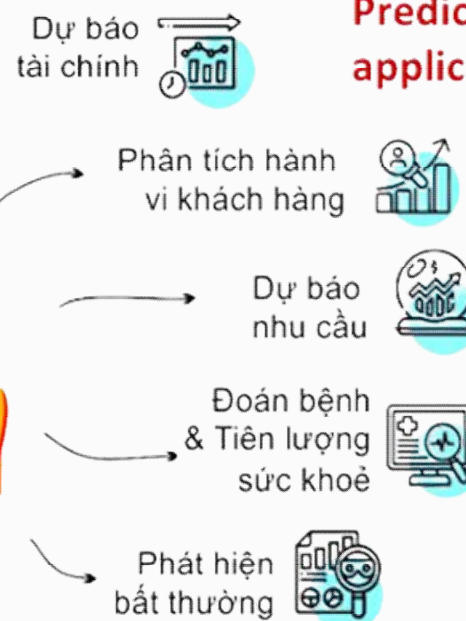 Dự báo
tài chính
Phân tích hành
vi khách hàng
Dự báo
nhu cầu
Đoán bệnh
& Tiên lượng
sức khoẻ
Phát hiện
bất thường